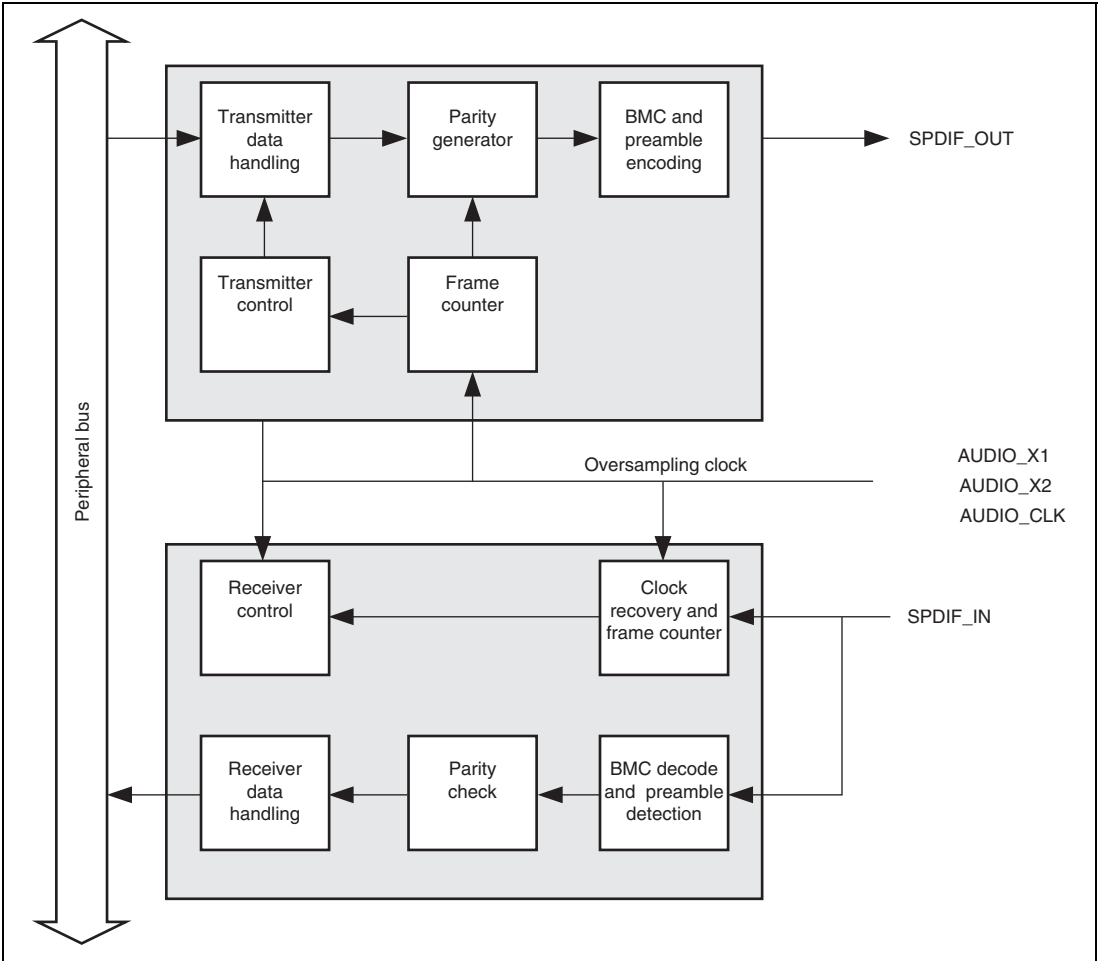 Transmitter
data
handling
Parity
generator
BMC and
preamble
encoding
SPDIF_OUT
Transmitter
control
Frame
counter
Peripheral bus
Oversampling clock
AUDIO_X1
AUDIO_X2
AUDIO_CLK
Receiver
control
Clock
recovery and
frame counter
SPDIF_IN
Receiver
data
handling
Parity
check
BMC decode
and preamble
detection